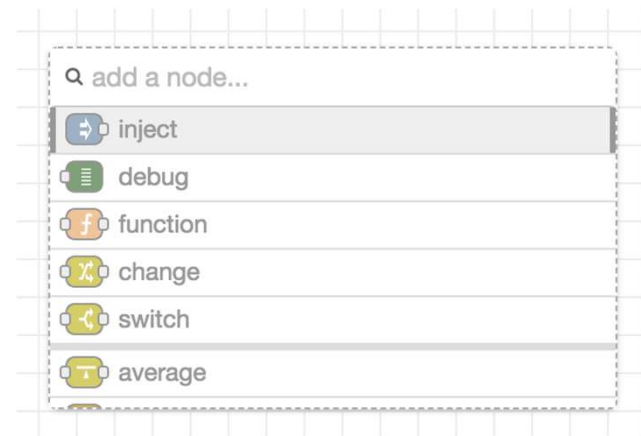 add a node...
inject
debug
function
change
switch
average